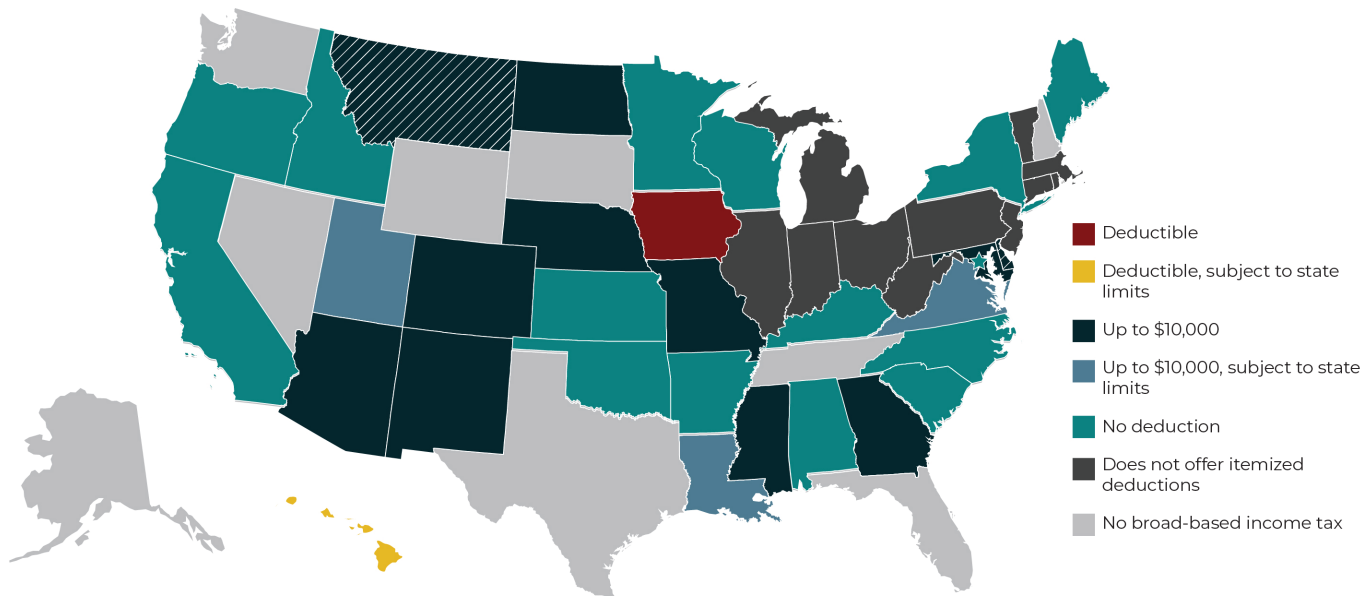 Deductible
Deductible, subject to state
limits
Up to $10,000
Up to $10,000, subject to state
limits
No deduction
Does not offer itemized
deductions
No broad-based income tax